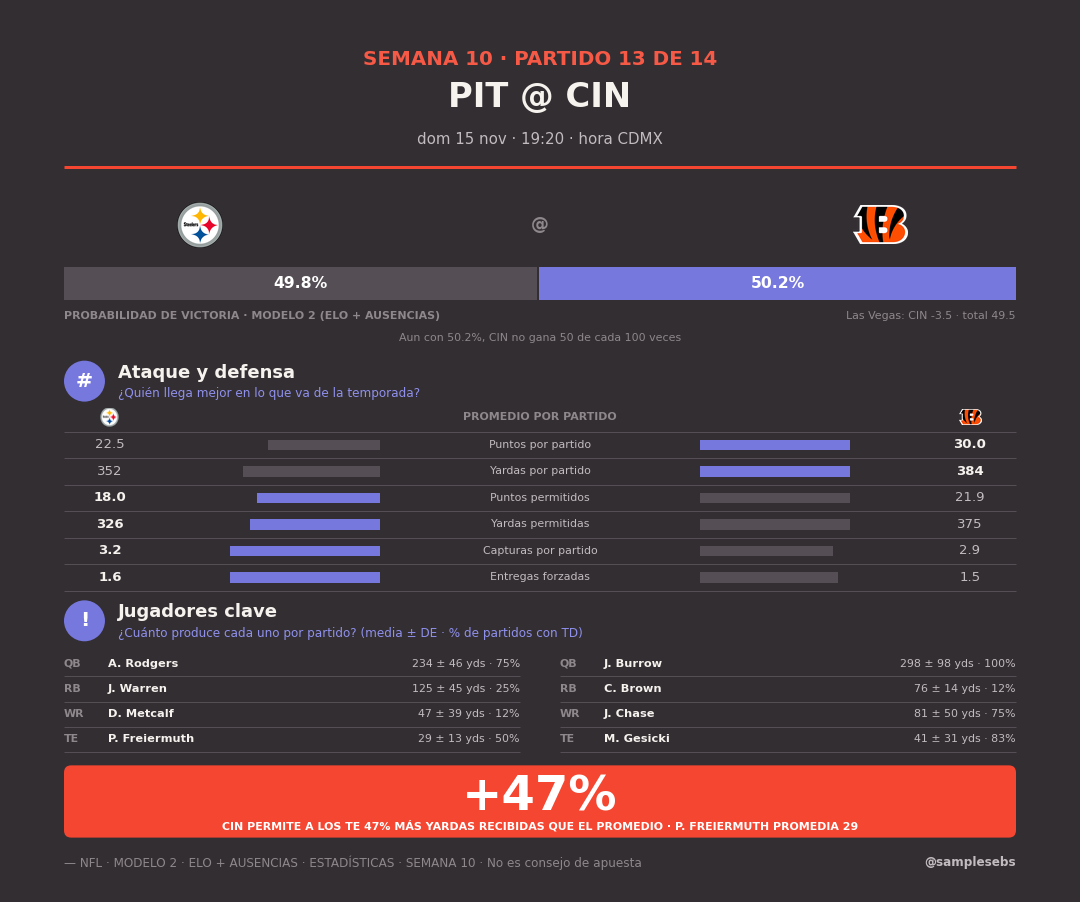 SEMANA 10 · PARTIDO 13 DE 14
PIT @ CIN
dom 15 nov · 19:20 · hora CDMX
Steelers @ B
49.8% 50.2%
PROBABILIDAD DE VICTORIA · MODELO 2 (ELO + AUSENCIAS) Las Vegas: CIN -3.5 · total 49.5
Aun con 50.2%, CIN no gana 50 de cada 100 veces
# Ataque y defensa
¿Quién llega mejor en lo que va de la temporada?
PROMEDIO POR PARTIDO
22.5 Puntos por partido 30.0
352 Yardas por partido 384
18.0 Puntos permitidos 21.9
326 Yardas permitidas 375
3.2 Capturas por partido 2.9
1.6 Entregas forzadas 1.5
! Jugadores clave
¿Cuánto produce cada uno por partido? (media ± DE · % de partidos con TD)
QB A. Rodgers 234 ± 46 yds · 75% QB J. Burrow 298 ± 98 yds · 100%
RB J. Warren 125 ± 45 yds · 25% RB C. Brown 76 ± 14 yds · 12%
WR D. Metcalf 47 ± 39 yds · 12% WR J. Chase 81 ± 50 yds · 75%
TE P. Freiermuth 29 ± 13 yds · 50% TE M. Gesicki 41 ± 31 yds · 83%
+47%
CIN PERMITE A LOS TE 47% MÁS YARDAS RECIBIDAS QUE EL PROMEDIO · P. FREIERMUTH PROMEDIA 29
— NFL · MODELO 2 · ELO + AUSENCIAS · ESTADÍSTICAS · SEMANA 10 · No es consejo de apuesta @samplesebs